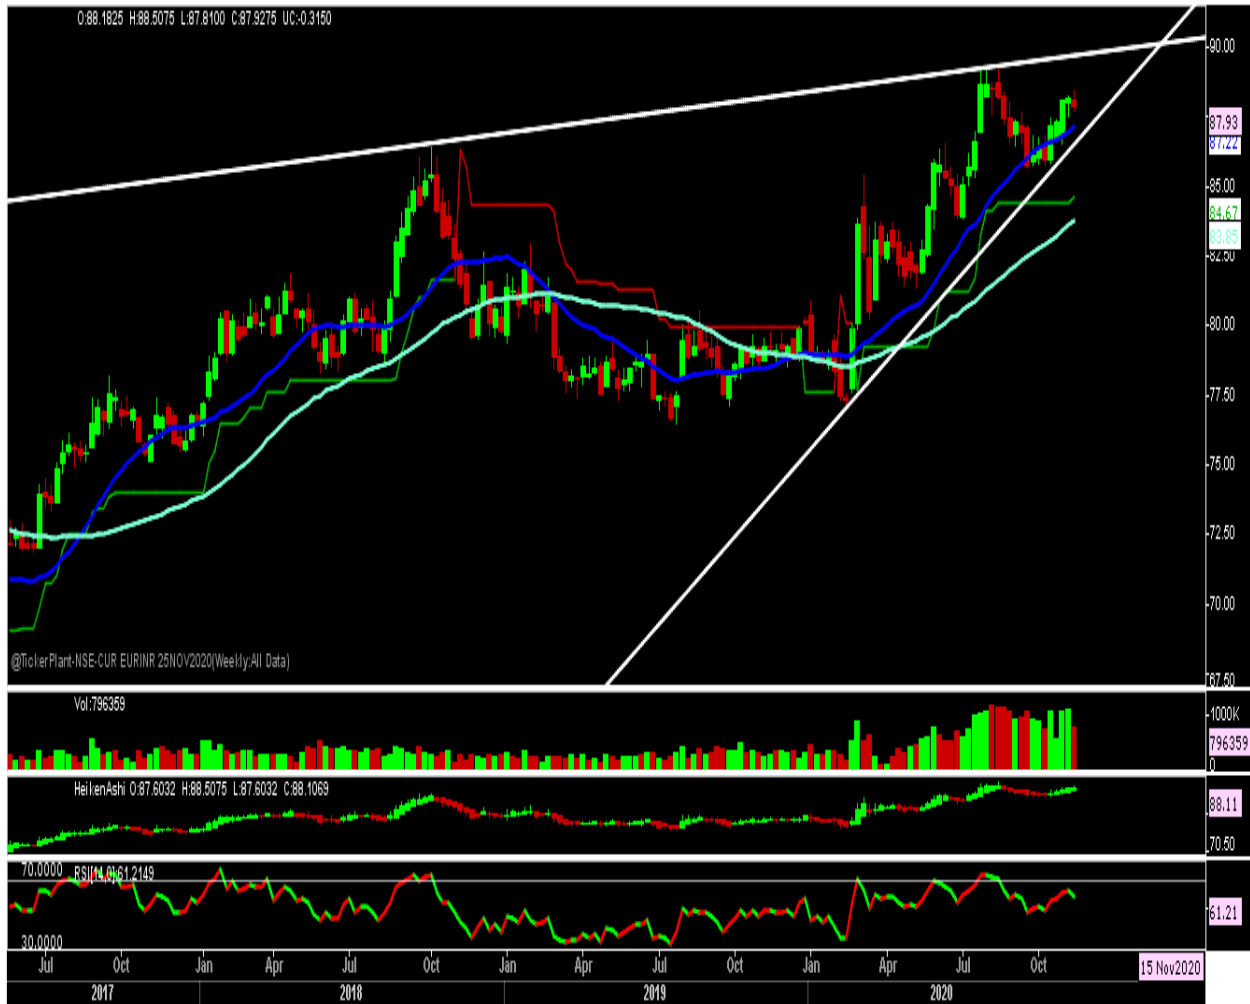 O:88.1825 H:88.5075 L:87.8100 C:87.9275 UC:-0.3150
90.00
87.93
87.22
85.00
84.67
83.85
82.50
80.00
77.50
75.00
72.50
70.00
67.50
@TickerPlant-NSE-CUR EURINR 25NOV2020(Weekly:All Data)
Vol:796359
1000K
796359
0
HeikenAshi O:87.6032 H:88.5075 L:87.6032 C:88.1069
88.11
70.50
70.0000 RSI[14,0]61.2149
61.21
30.0000
Jul Oct Jan Apr Jul Oct Jan Apr Jul Oct Jan Apr Jul Oct 15 Nov2020
2017 2018 2019 2020